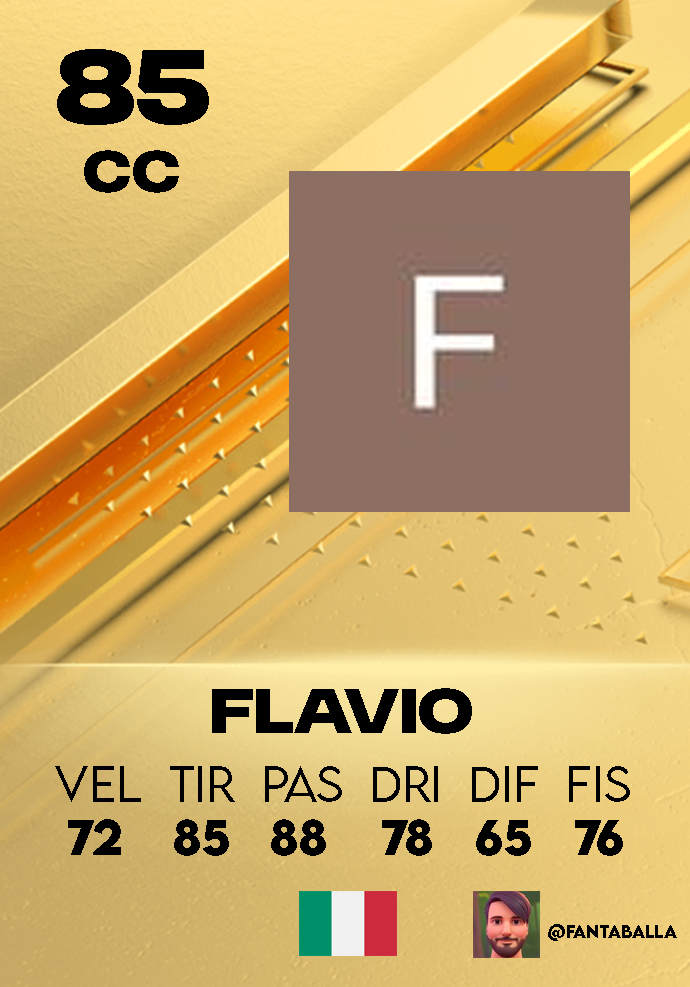 85
CC
F
FLAVIO
VEL TIR PAS DRI DIF FIS
72 85 88 78 65 76
@FANTABALLA